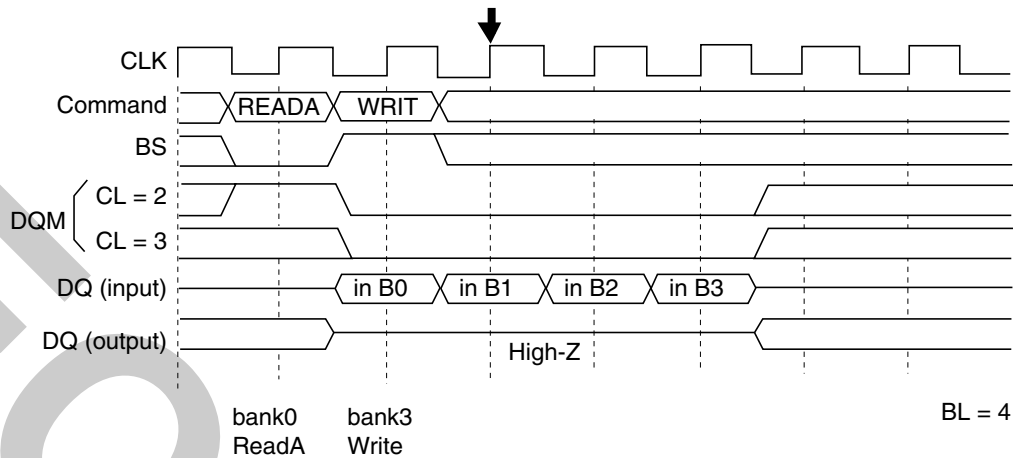 CLK
Command READA WRIT
BS
DQM CL = 2
CL = 3
DQ (input) in B0 in B1 in B2 in B3
DQ (output) High-Z
bank0 bank3 BL = 4
ReadA Write